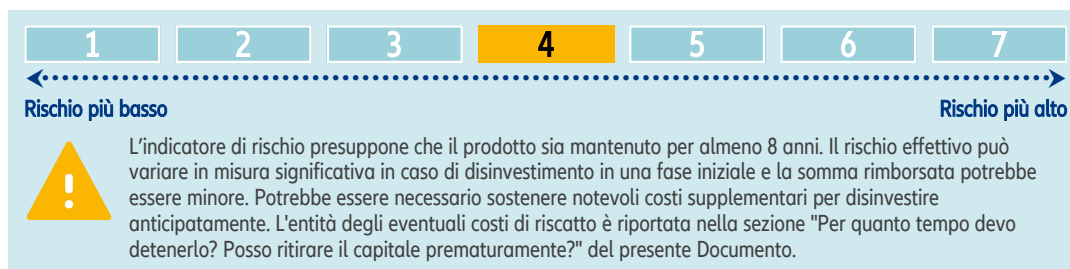 1 2 3 4 5 6 7
Rischio più basso Rischio più alto
L'indicatore di rischio presuppone che il prodotto sia mantenuto per almeno 8 anni. Il rischio effettivo può
variare in misura significativa in caso di disinvestimento in una fase iniziale e la somma rimborsata potrebbe
essere minore. Potrebbe essere necessario sostenere notevoli costi supplementari per disinvestire
anticipatamente. L'entità degli eventuali costi di riscatto è riportata nella sezione "Per quanto tempo devo
detenerlo? Posso ritirare il capitale prematuramente?" del presente Documento.